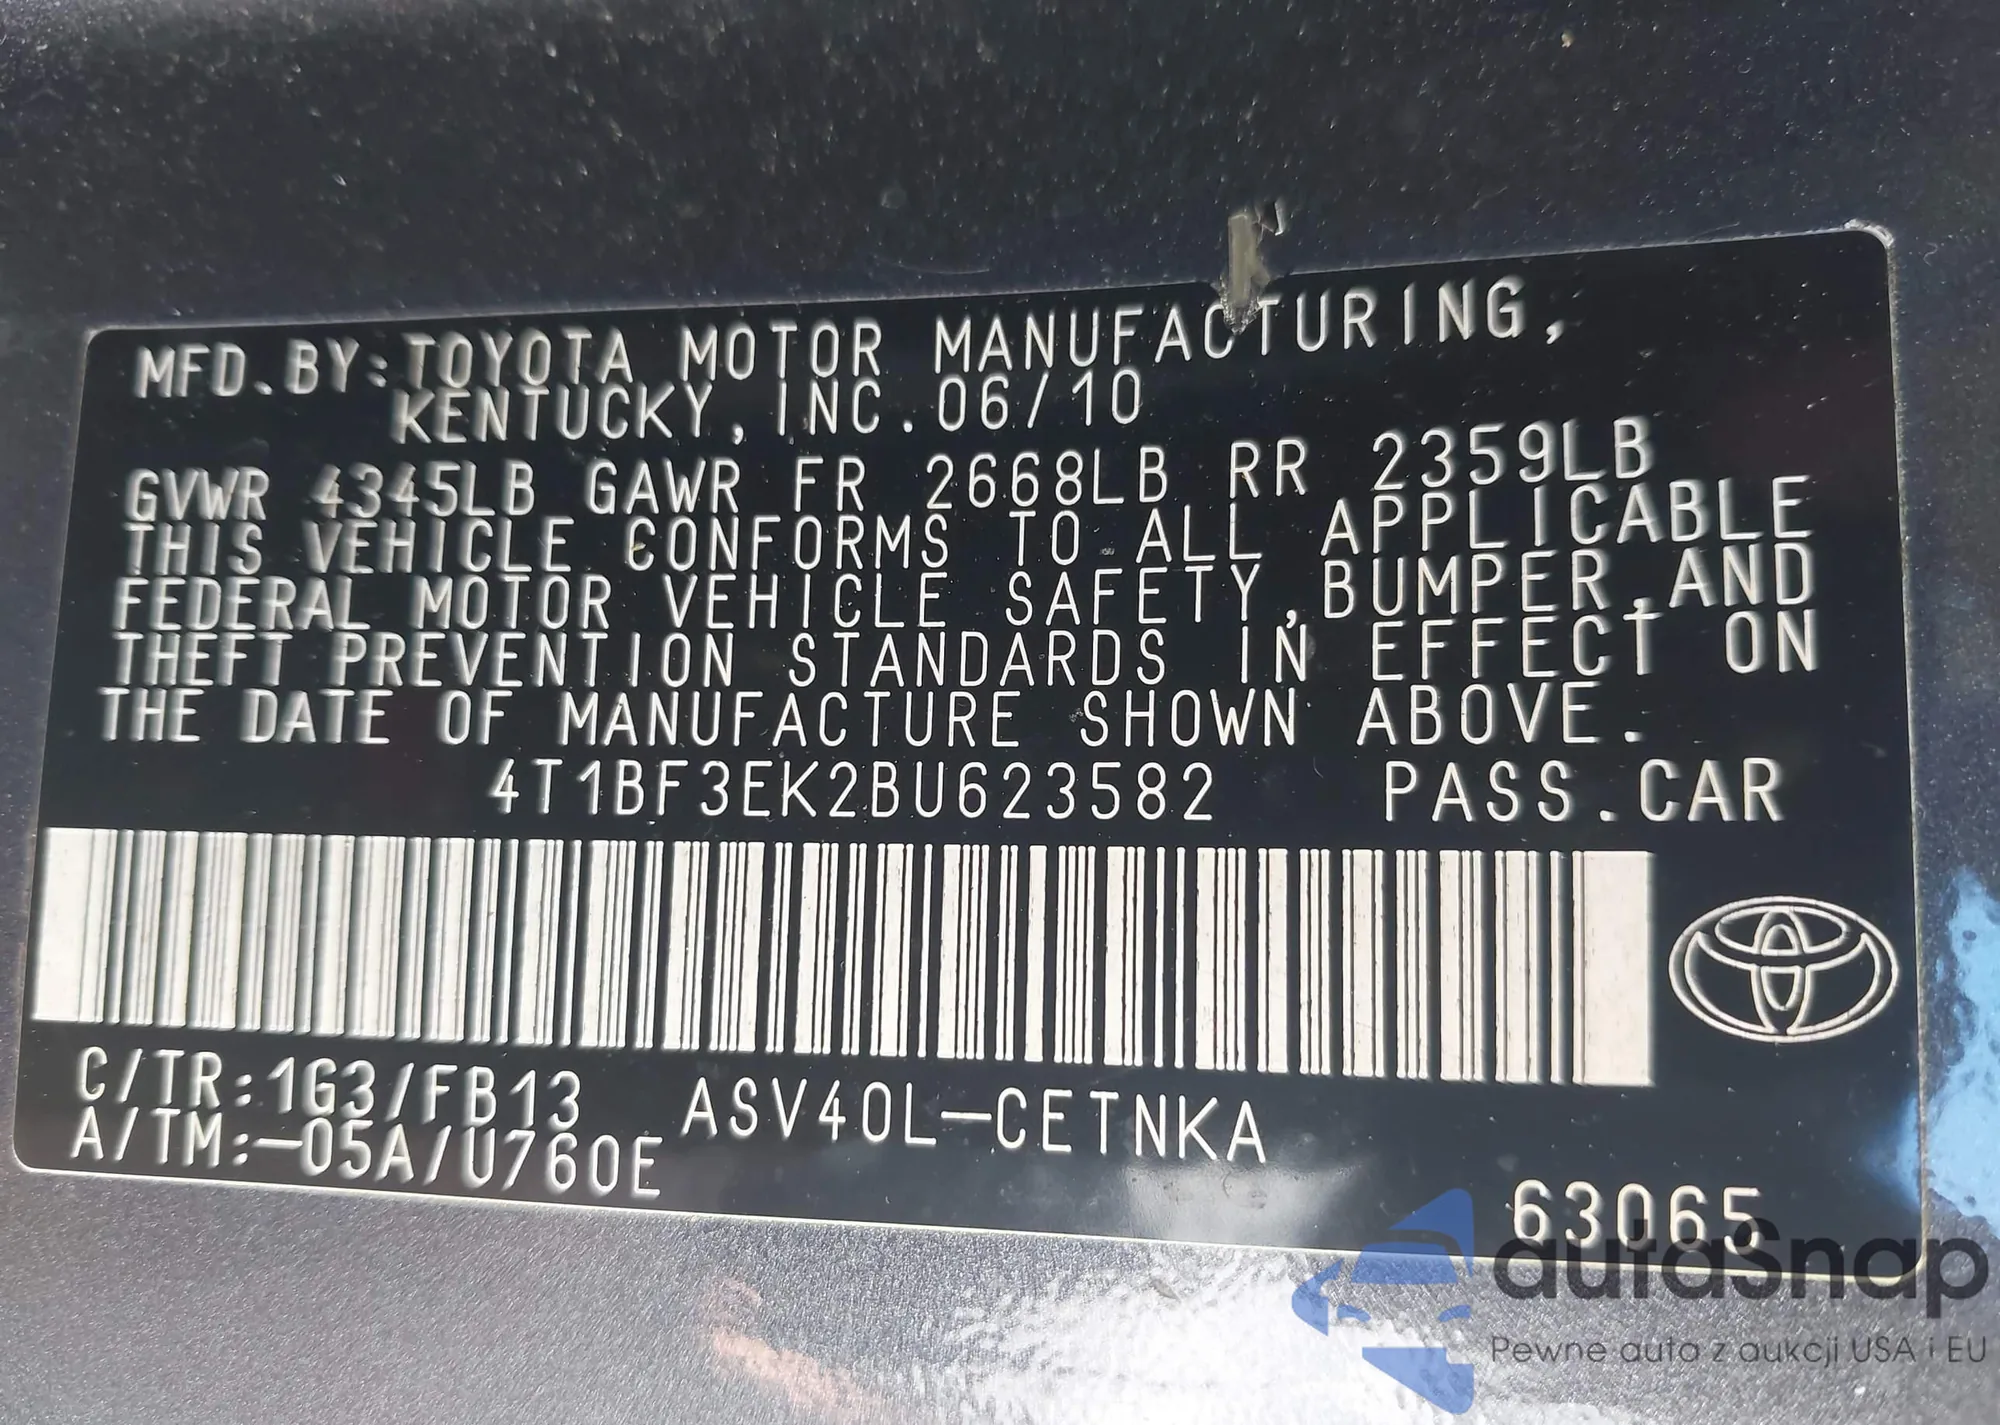 MFD.BY:TOYOTA MOTOR MANUFACTURING,
KENTUCKY, INC.06/10
GVWR 4345LB GAWR FR 2668LB RR 2359LB
THIS VEHICLE CONFORMS TO ALL APPLICABLE
FEDERAL MOTOR VEHICLE SAFETY,BUMPER,AND
THEFT PREVENTION STANDARDS IN EFFECT ON
THE DATE OF MANUFACTURE SHOWN ABOVE.
4T1BF3EK2BU623582 PASS.CAR
C/TR:1G3/FB13 ASV40L-CETNKA
A/TM:-05A/U760E
63065
autaSnap
Pewne auta z aukcji USA i EU